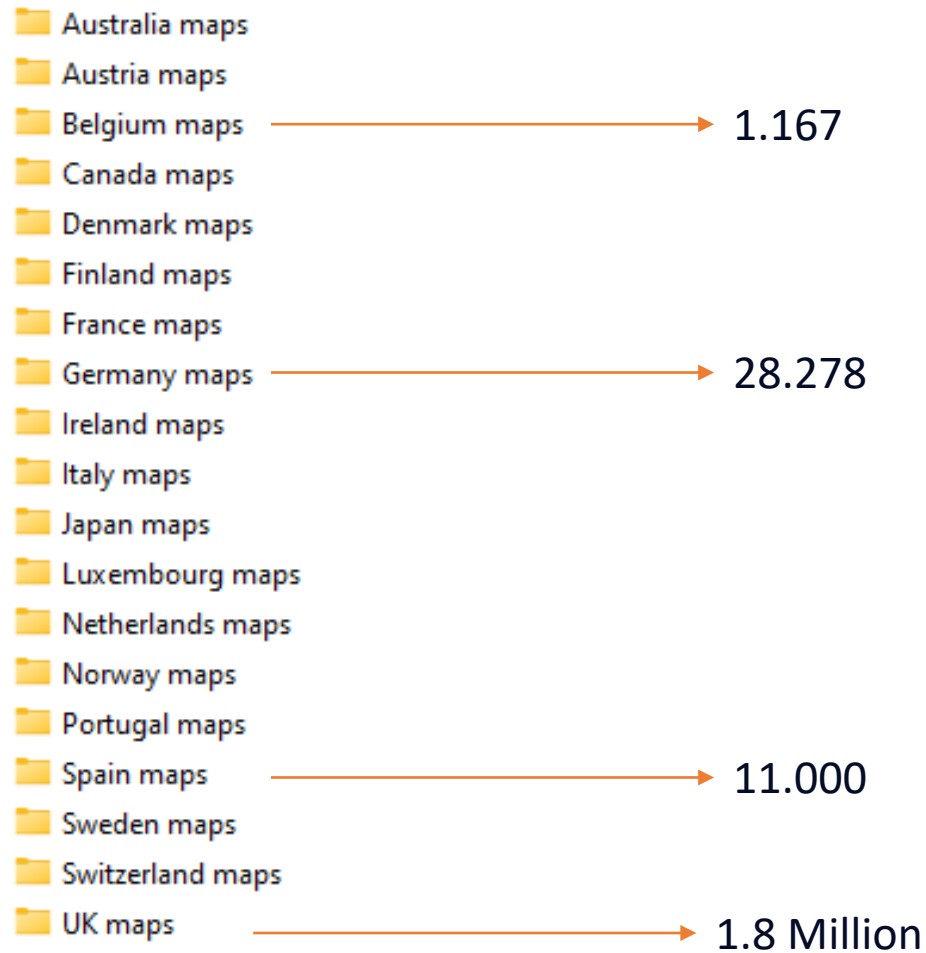 Australia maps
Austria maps
Belgium maps 1.167
Canada maps
Denmark maps
Finland maps
France maps
Germany maps 28.278
Ireland maps
Italy maps
Japan maps
Luxembourg maps
Netherlands maps
Norway maps
Portugal maps
Spain maps 11.000
Sweden maps
Switzerland maps
UK maps 1.8 Million